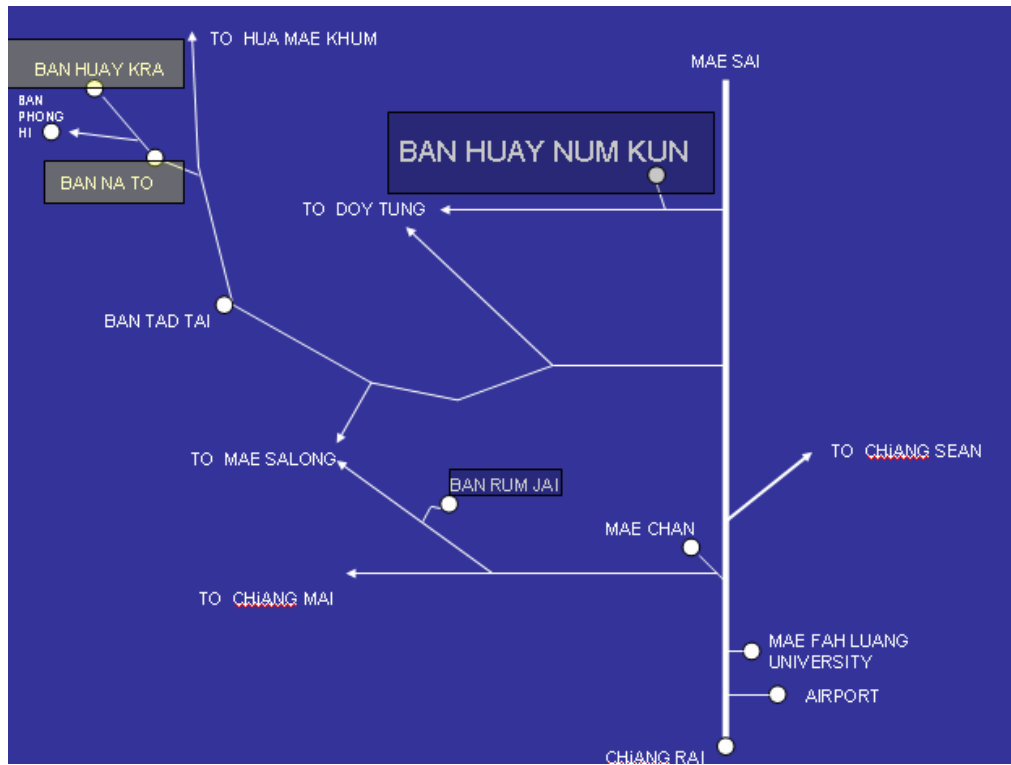 TO HUA MAE KHUM
MAE SAI
BAN HUAY KRA
BAN
PHONG
HI
BAN HUAY NUM KUN
BAN NA TO
TO DOY TUNG
BAN TAD TAI
TO CHiANG SEAN
TO MAE SALONG
BAN RUM JAI
MAE CHAN
TO CHiANG MAI
MAE FAH LUANG
UNIVERSITY
AIRPORT
CHiANG RAI